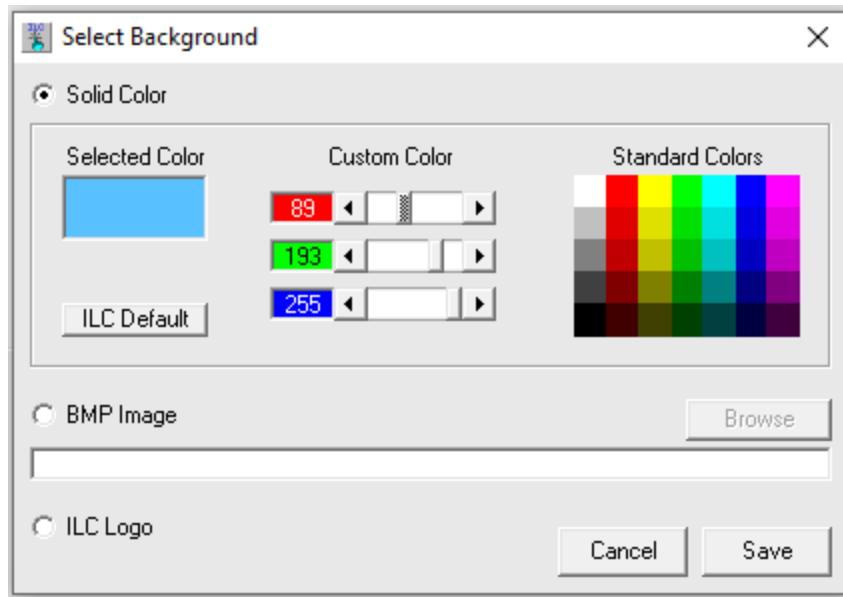 Select Background
Solid Color
Selected Color
Custom Color
Standard Colors
89
193
255
ILC Default
BMP Image
Browse
ILC Logo
Cancel
Save